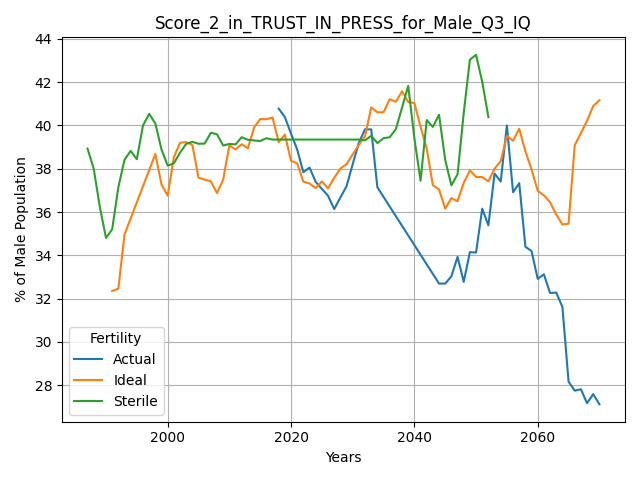 Score_2_in_TRUST_IN_PRESS_for_Male_Q3_IQ
% of Male Population
44
42
40
38
36
34
32
30
28
Fertility
Actual
Ideal
Sterile
2000
2020
2040
2060
Years